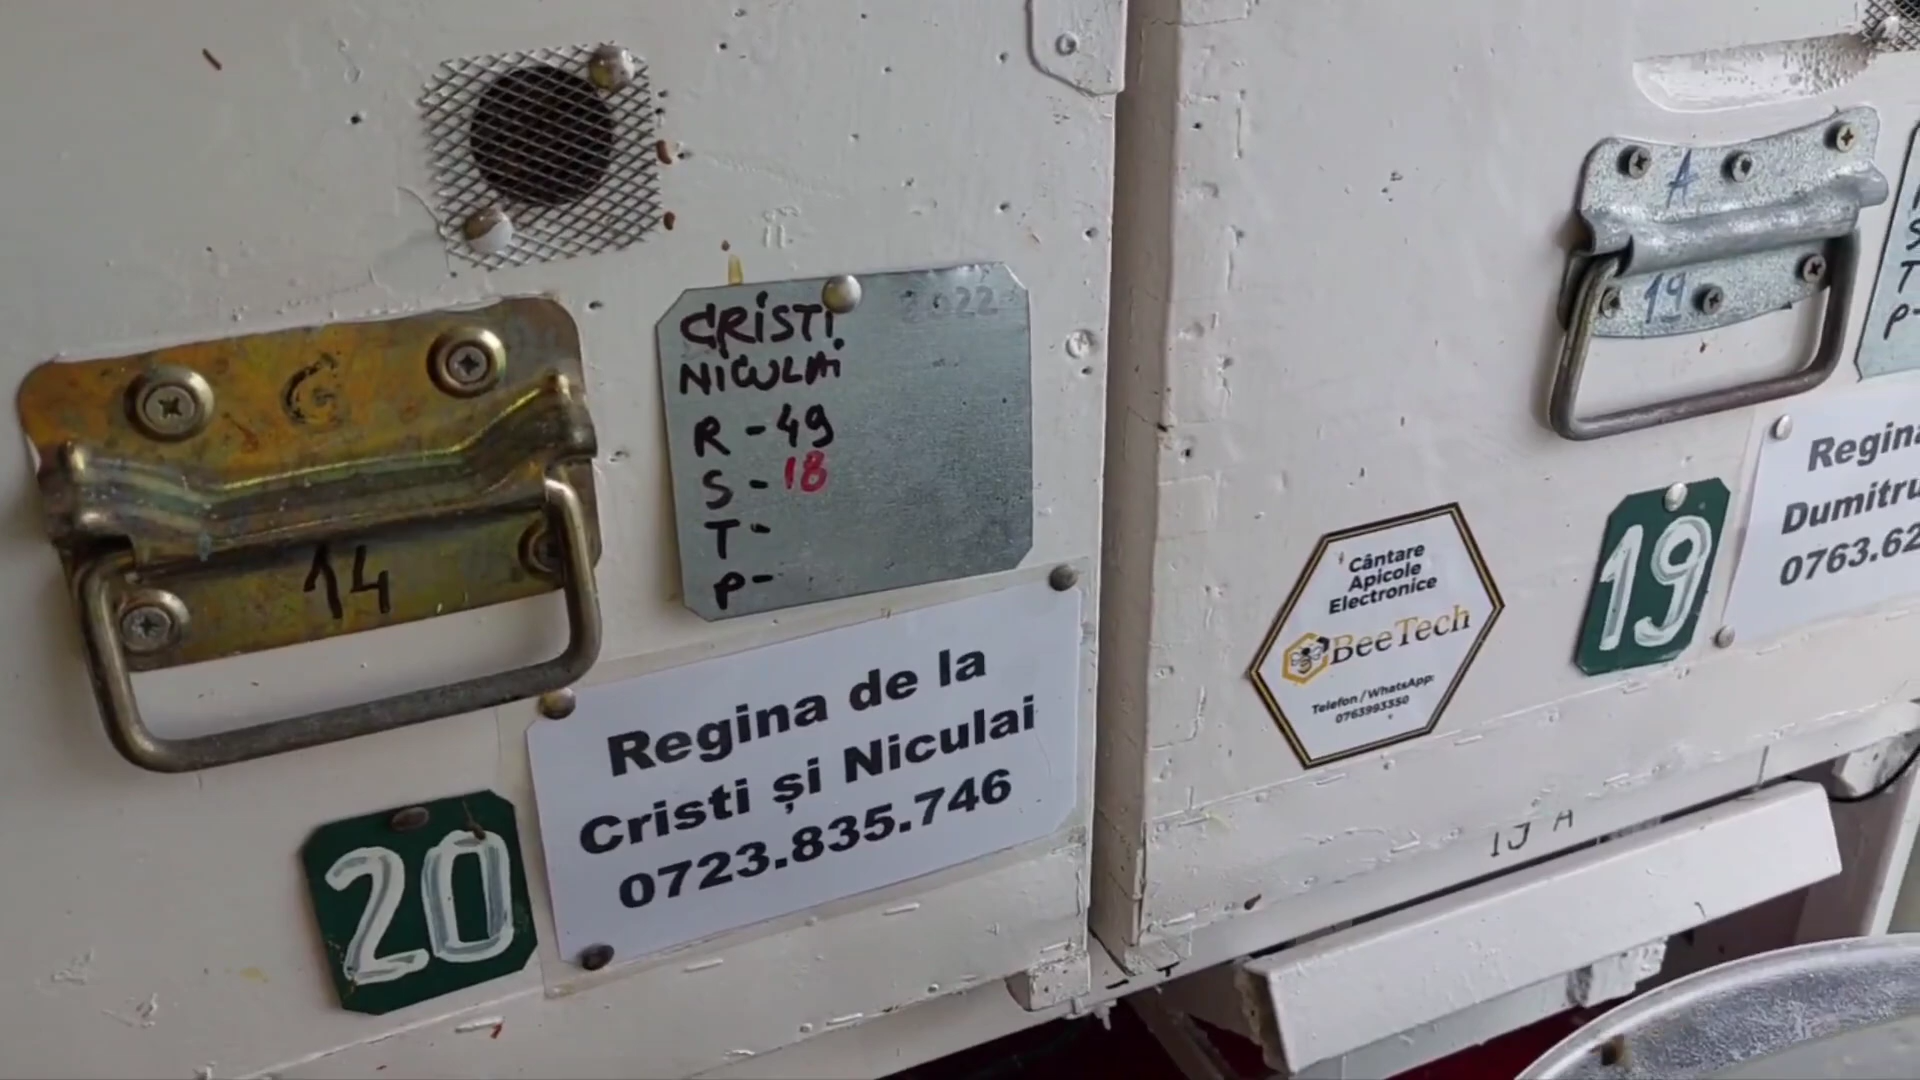 G
14
CRISTI
NICULAI
2022
R - 49
S - 18
T -
P -
20
Regina de la
Cristi și Niculai
0723.835.746
A
19
Cântare
Apicole
Electronice
BeeTech
Telefon / WhatsApp:
0763993350
19
Regina
Dumitru
0763.62
S
T
P-
IJ A